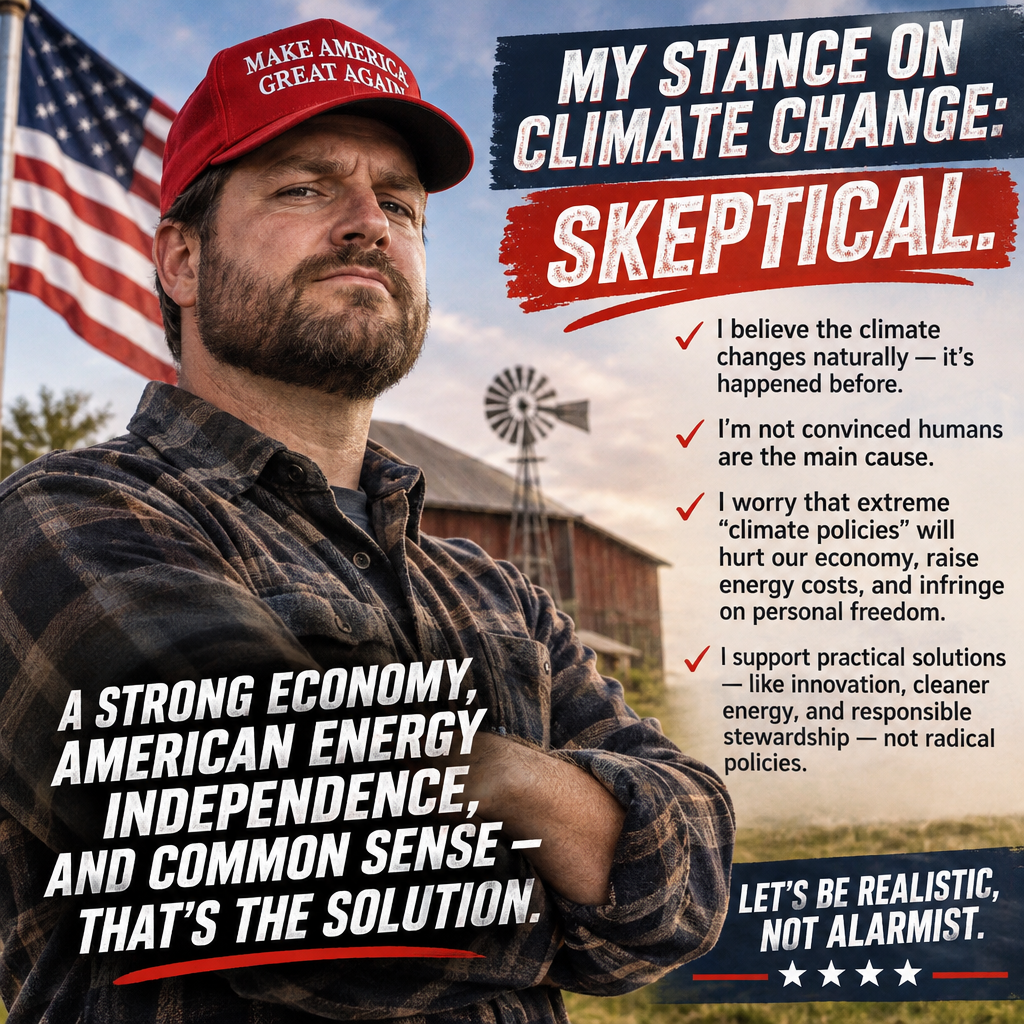 MAKE AMERICA
GREAT AGAIN
MY STANCE ON
CLIMATE CHANGE:
SKEPTICAL.
✓ I believe the climate
changes naturally — it's
happened before.
✓ I'm not convinced humans
are the main cause.
✓ I worry that extreme
"climate policies" will
hurt our economy, raise
energy costs, and infringe
on personal freedom.
✓ I support practical solutions
— like innovation, cleaner
energy, and responsible
stewardship — not radical
policies.
A STRONG ECONOMY,
AMERICAN ENERGY
INDEPENDENCE,
AND COMMON SENSE –
THAT'S THE SOLUTION.
LET'S BE REALISTIC,
NOT ALARMIST.